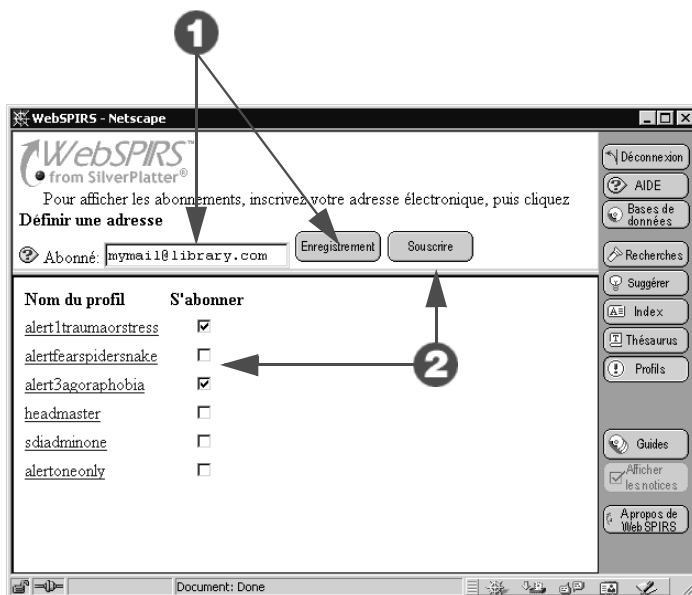 1
WebSPIRS - Netscape
WebSPIRS™
from SilverPlatter®
Pour afficher les abonnements, inscrivez votre adresse électronique, puis cliquez
Définir une adresse
Abonné: mymail@library.com Enregistrement Souscrire
Nom du profil S'abonner
alert1traumaorstress
alertfearspidersnake
alert3agoraphobia
headmaster
sdiadminone
alertoneonly
2
Déconnexion
AIDE
Bases de
données
Recherches
Suggérer
Index
Thésaurus
Profils
Guides
Afficher
les notices
A propos de
WebSPIRS
Document: Done